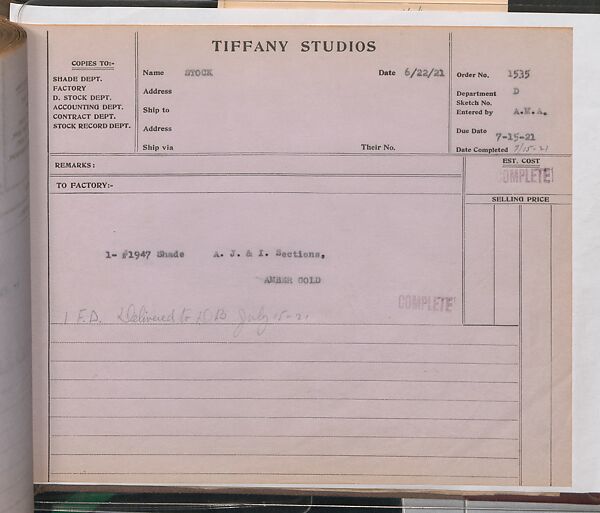 TIFFANY STUDIOS
COPIES TO:-
SHADE DEPT.
FACTORY
D. STOCK DEPT.
ACCOUNTING DEPT.
CONTRACT DEPT.
STOCK RECORD DEPT.
Name STOCK Date 6/22/21
Address
Ship to
Address
Ship via Their No.
Order No. 1535
Department D
Sketch No.
Entered by A.M.A.
Due Date 7-15-21
Date Completed 7/15-21
REMARKS:
EST. COST
COMPLETE
TO FACTORY:-
SELLING PRICE
1- #1947 Shade A. J. & I. Sections,
AMBER GOLD
COMPLETE
1 F.D. Delivered to July 15-21